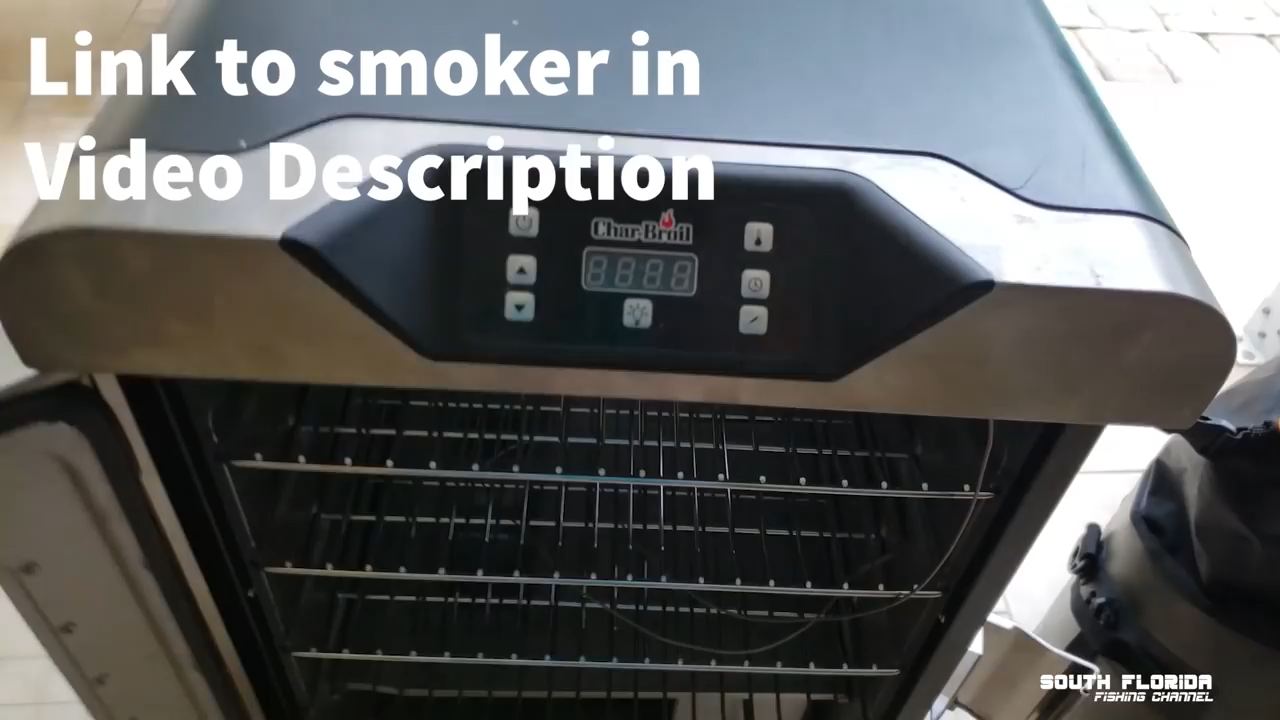 Link to smoker in
Video Description
Char-Broil
8888
SOUTH FLORIDA
FISHING CHANNEL